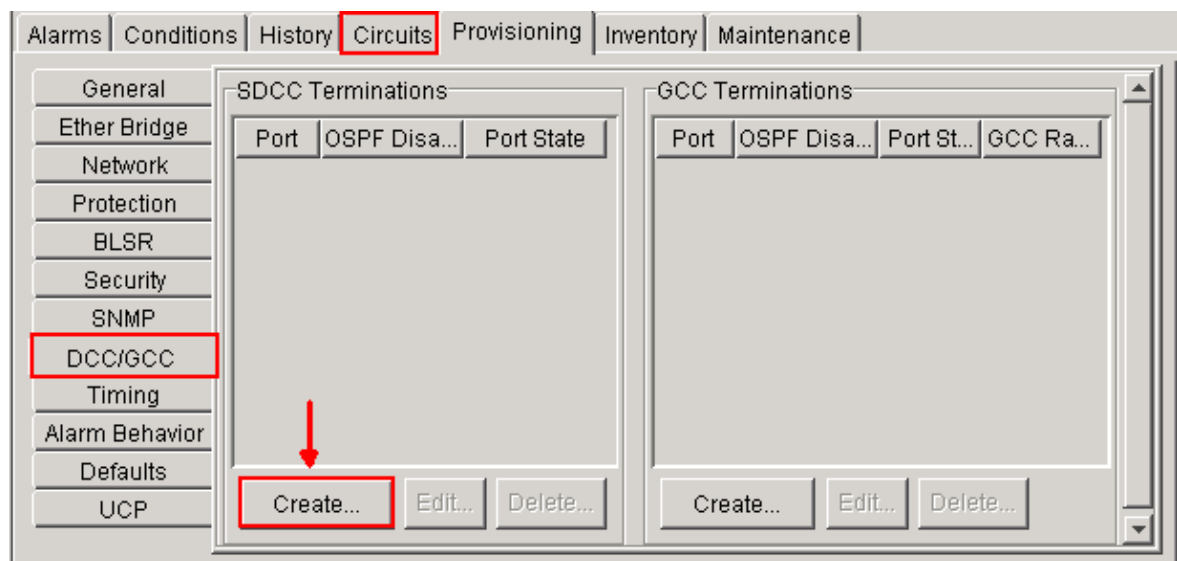 Alarms Conditions History Circuits Provisioning Inventory Maintenance
General
Ether Bridge
Network
Protection
BLSR
Security
SNMP
DCC/GCC
Timing
Alarm Behavior
Defaults
UCP
SDCC Terminations
Port OSPF Disa... Port State
Create... Edit... Delete...
GCC Terminations
Port OSPF Disa... Port St... GCC Ra...
Create... Edit... Delete...